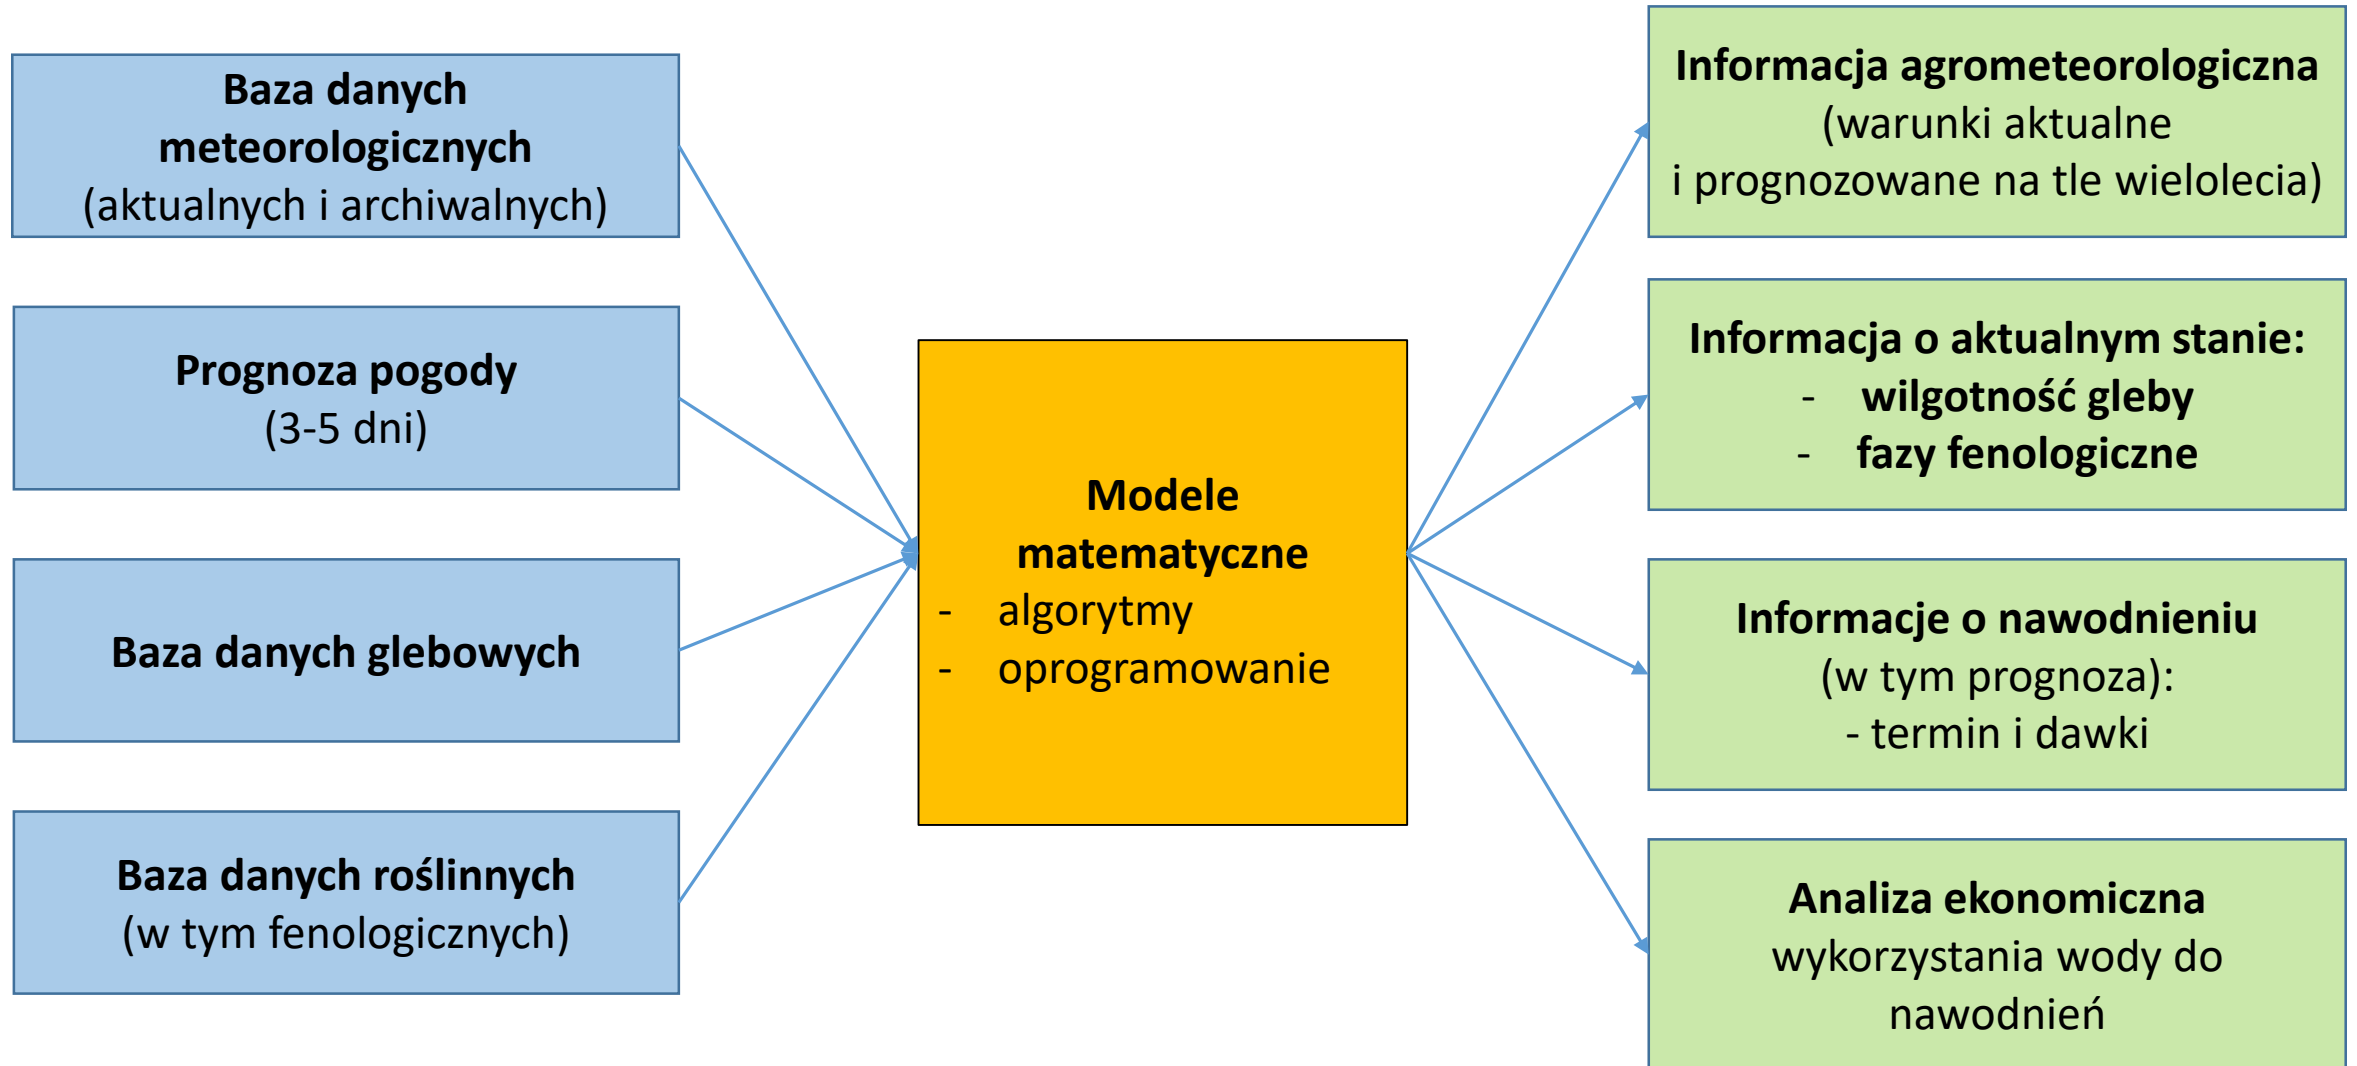 Baza danych
meteorologicznych
(aktualnych i archiwalnych)
Prognoza pogody
(3-5 dni)
Baza danych glebowych
Baza danych roślinnych
(w tym fenologicznych)
Modele
matematyczne
- algorytmy
- oprogramowanie
Informacja agrometeorologiczna
(warunki aktualne
i prognozowane na tle wielolecia)
Informacja o aktualnym stanie:
- wilgotność gleby
- fazy fenologiczne
Informacje o nawodnieniu
(w tym prognoza):
- termin i dawki
Analiza ekonomiczna
wykorzystania wody do
nawodnień